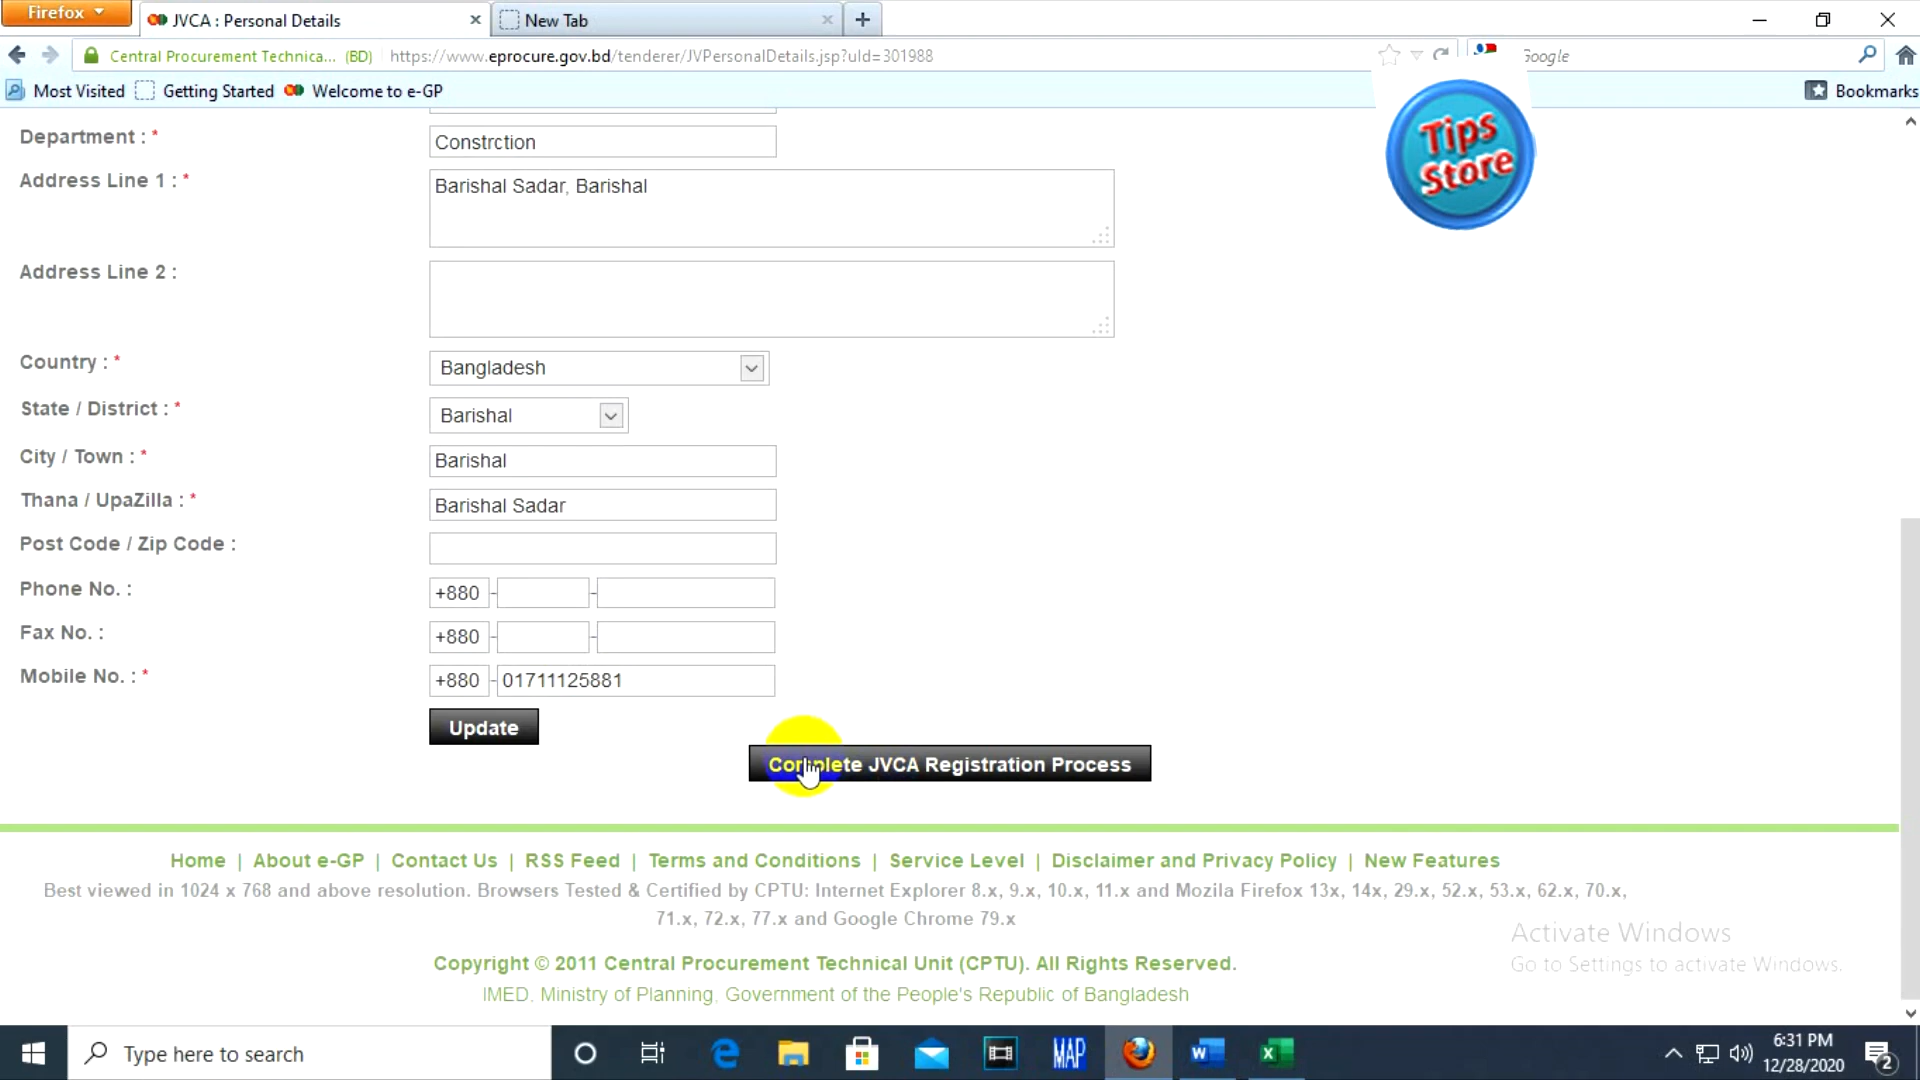 Firefox
JVCA : Personal Details
New Tab
Central Procurement Technica... (BD)
https://www.eprocure.gov.bd/tenderer/JVPersonalDetails.jsp?uId=301988
Google
Most Visited
Getting Started
Welcome to e-GP
Bookmarks
Tips
Store
Department : *
Constrction
Address Line 1 : *
Barishal Sadar, Barishal
Address Line 2 :
Country : *
Bangladesh
State / District : *
Barishal
City / Town : *
Barishal
Thana / UpaZilla : *
Barishal Sadar
Post Code / Zip Code :
Phone No. :
+880 - -
Fax No. :
+880 - -
Mobile No. : *
+880 - 01711125881
Update
Complete JVCA Registration Process
Home | About e-GP | Contact Us | RSS Feed | Terms and Conditions | Service Level | Disclaimer and Privacy Policy | New Features
Best viewed in 1024 x 768 and above resolution. Browsers Tested & Certified by CPTU: Internet Explorer 8.x, 9.x, 10.x, 11.x and Mozila Firefox 13x, 14x, 29.x, 52.x, 53.x, 62.x, 70.x,
71.x, 72.x, 77.x and Google Chrome 79.x
Activate Windows
Go to Settings to activate Windows.
Copyright © 2011 Central Procurement Technical Unit (CPTU). All Rights Reserved.
IMED, Ministry of Planning, Government of the People's Republic of Bangladesh
Type here to search
MAP
6:31 PM
12/28/2020
2